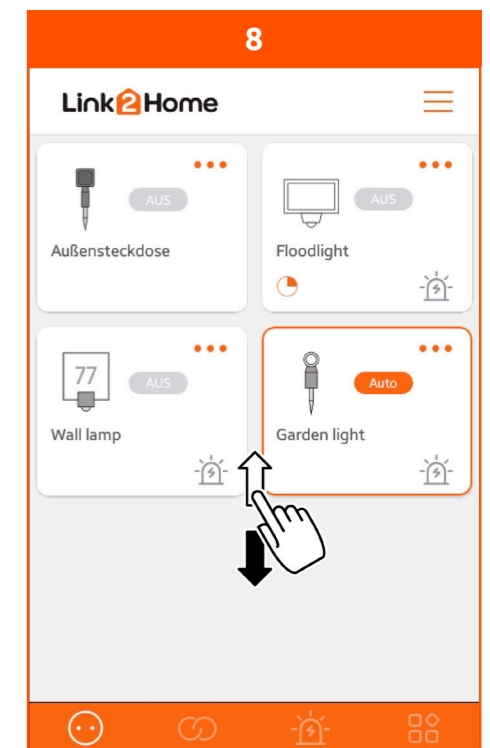 8
Link2Home
AUS
AUS
Außensteckdose
Floodlight
77
AUS
Auto
Wall lamp
Garden light